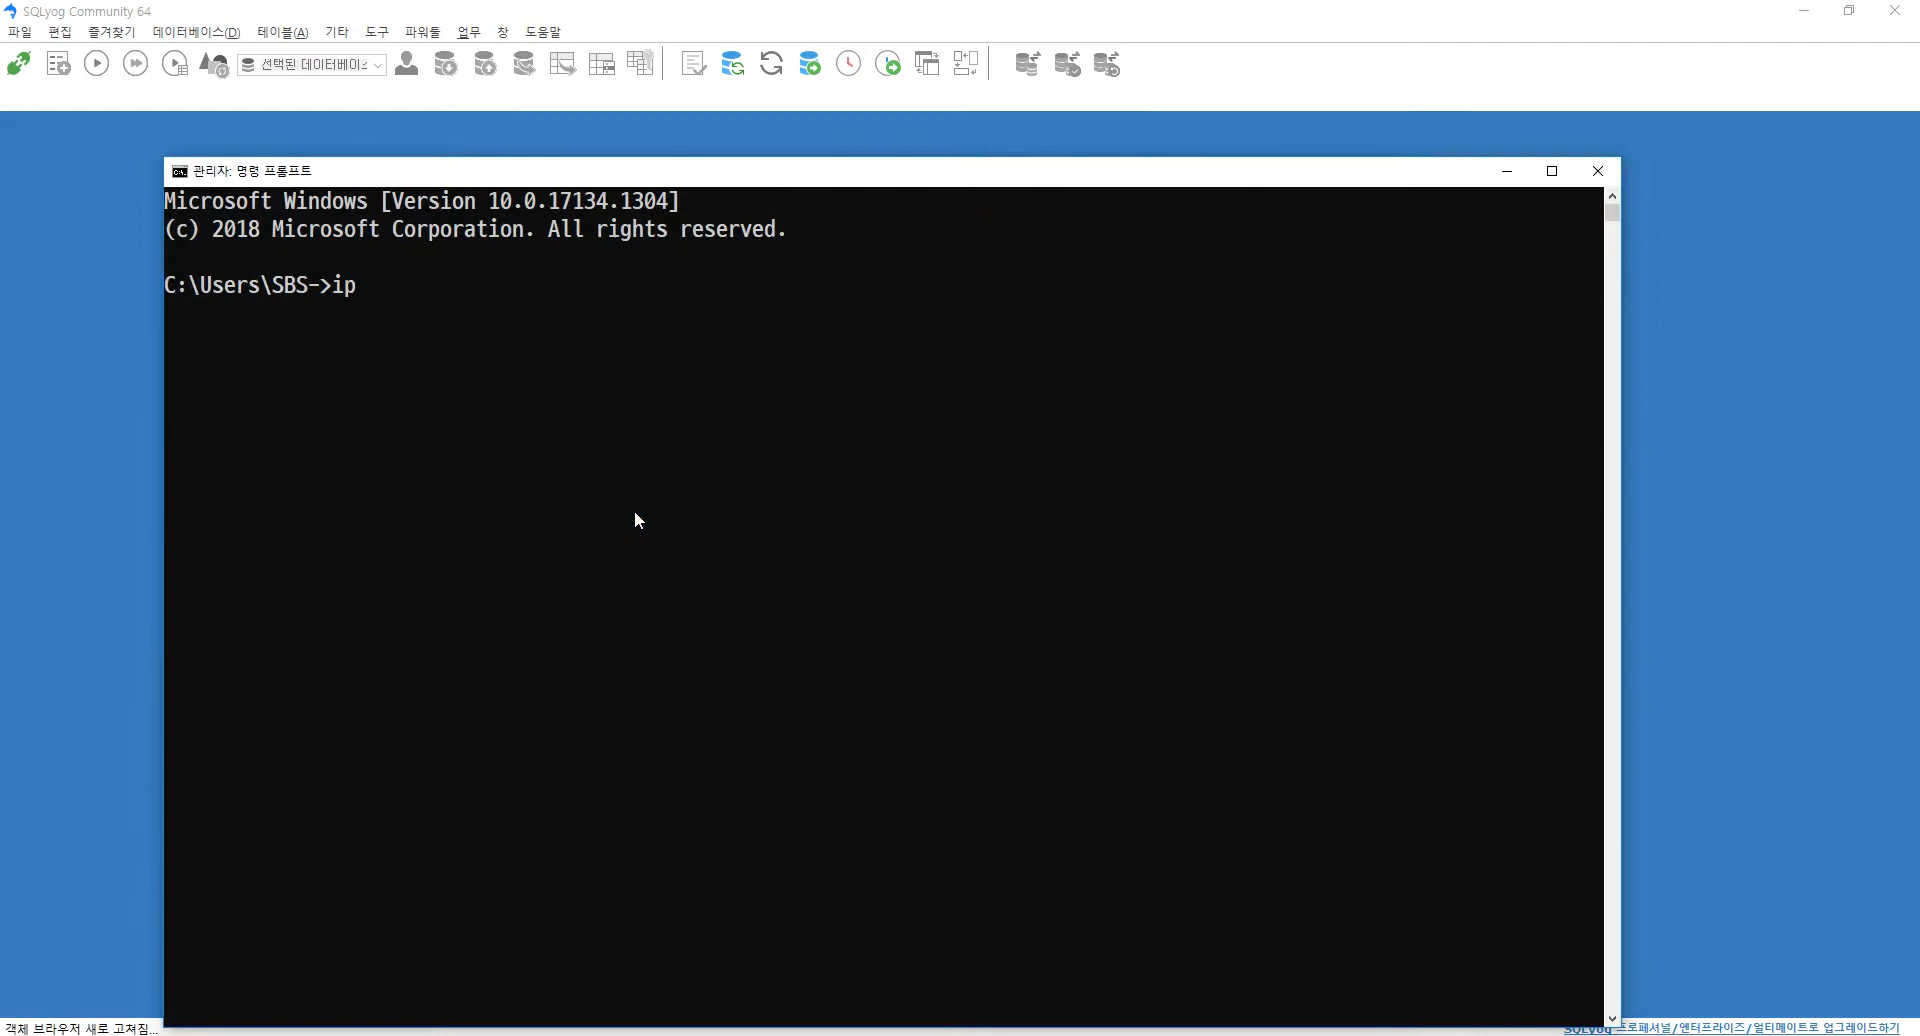 SQLyog Community 64
파일 편집 즐겨찾기 데이터베이스(D) 테이블(A) 기타 도구 파워툴 업무 창 도움말
선택된 데이터베이스
관리자: 명령 프롬프트
Microsoft Windows [Version 10.0.17134.1304]
(c) 2018 Microsoft Corporation. All rights reserved.
C:\Users\SBS->ip
객체 브라우저 새로 고쳐짐...
SQLyog 프로페셔널/엔터프라이즈/얼티메이트로 업그레이드하기